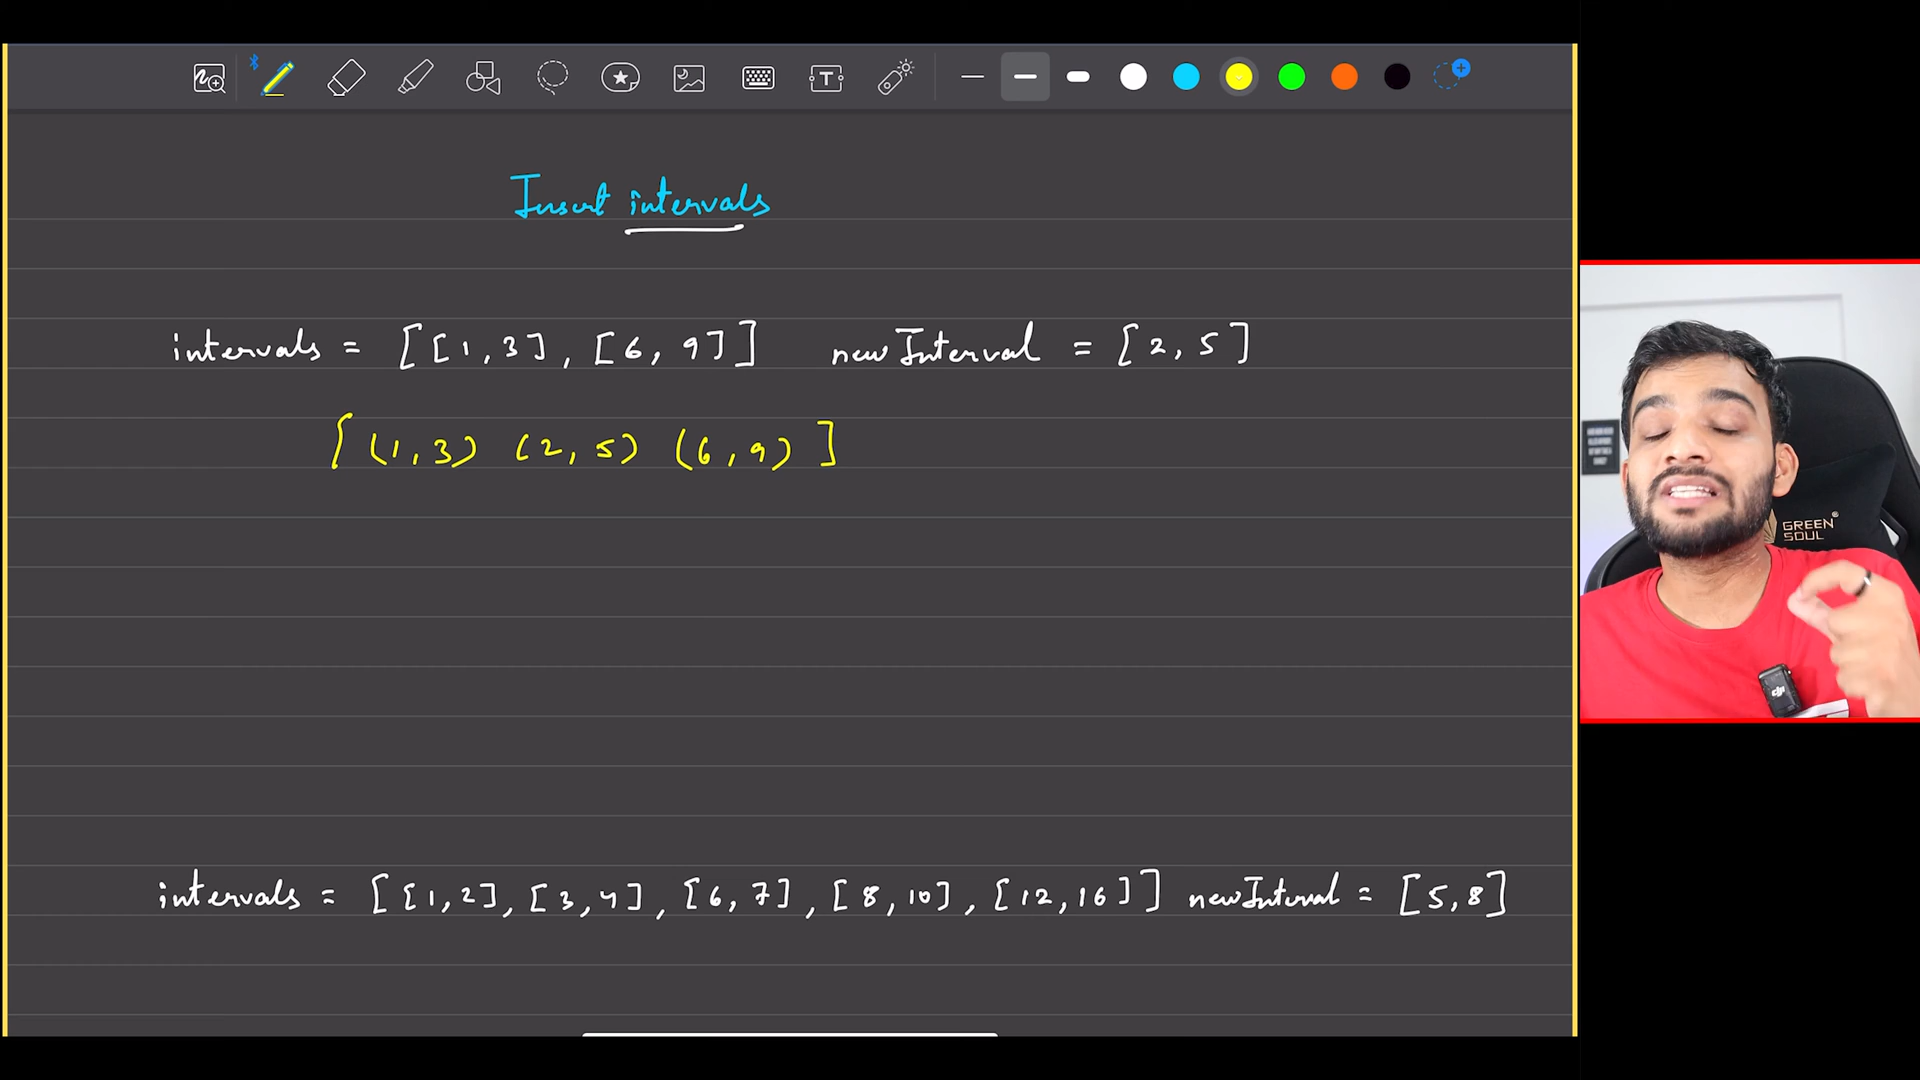 Insert intervals
intervals = [[1,3],[6,9]] newInterval = [2,5]
[(1,3) (2,5) (6,9)]
GREEN SOUL®
dji
intervals = [[1,2],[3,4],[6,7],[8,10],[12,16]] newInterval = [5,8]